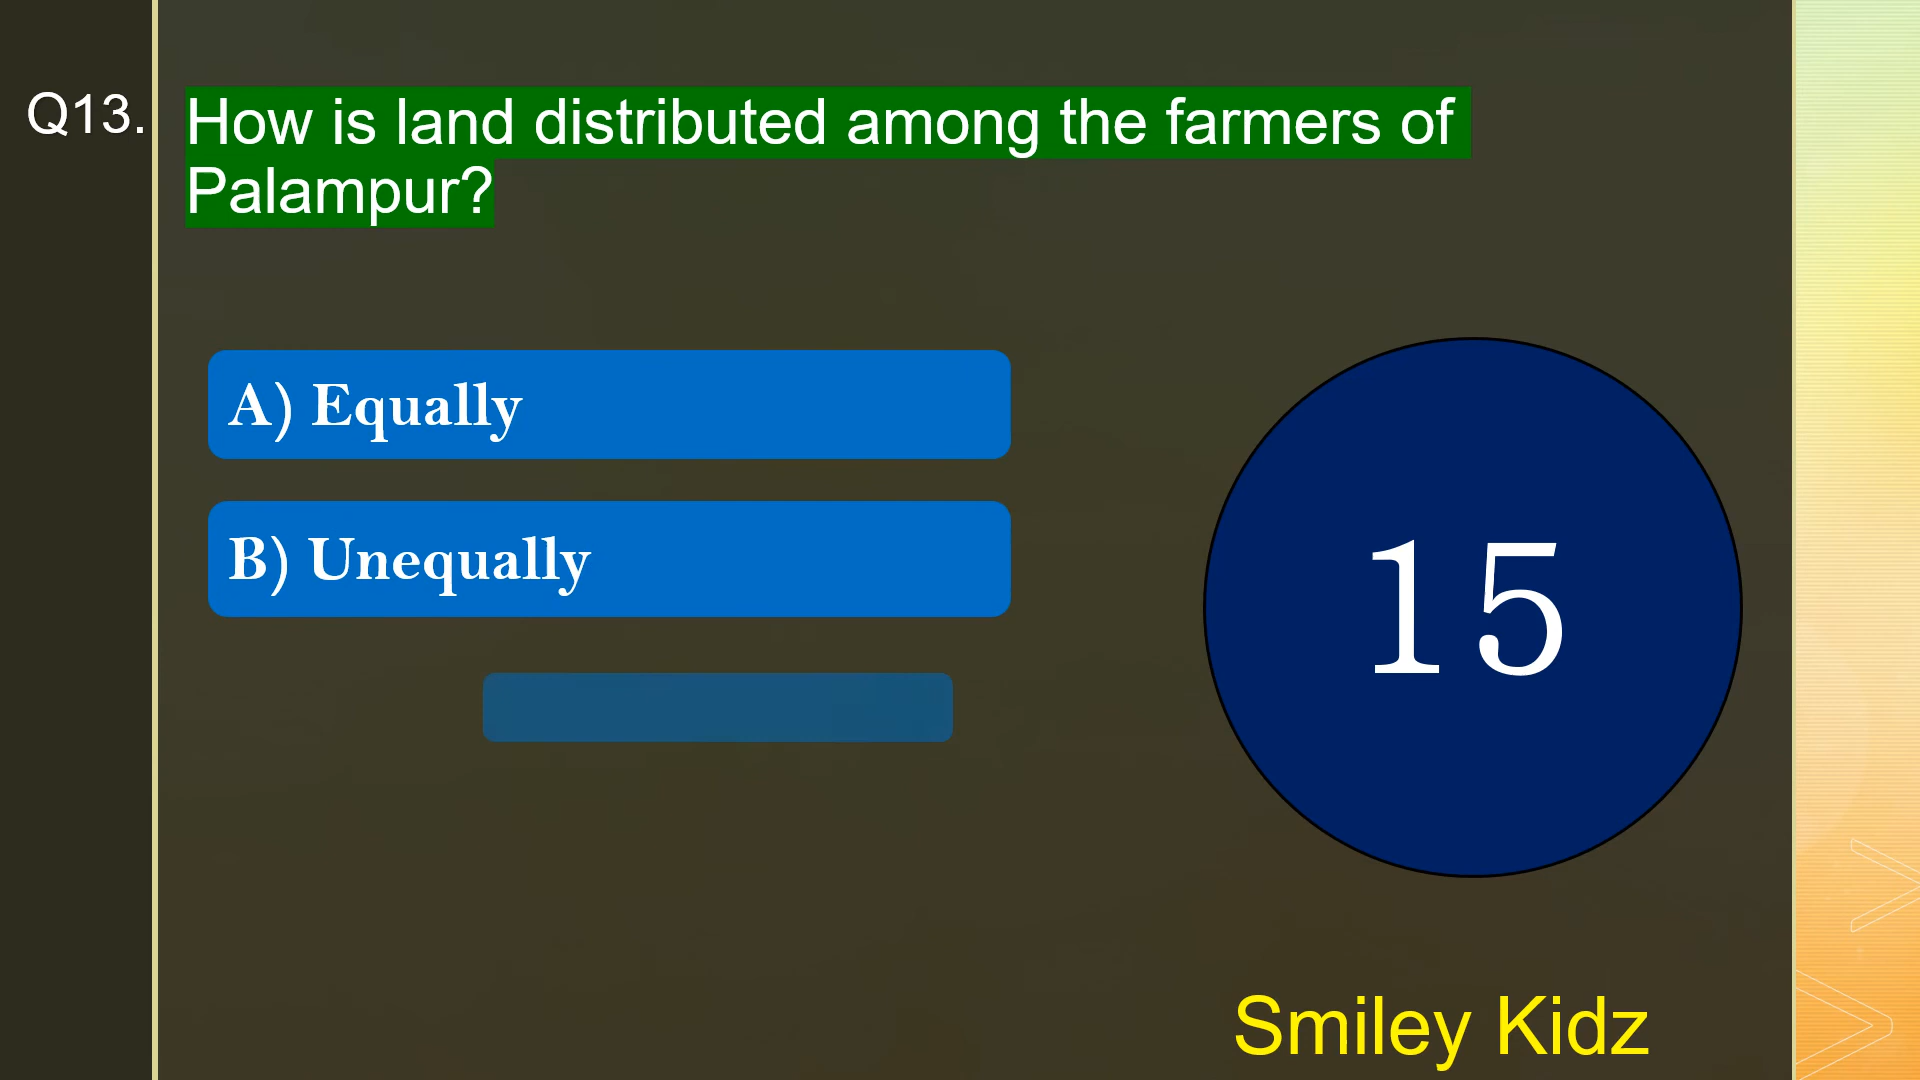 Q13.
How is land distributed among the farmers of
Palampur?
A) Equally
B) Unequally
15
Smiley Kidz